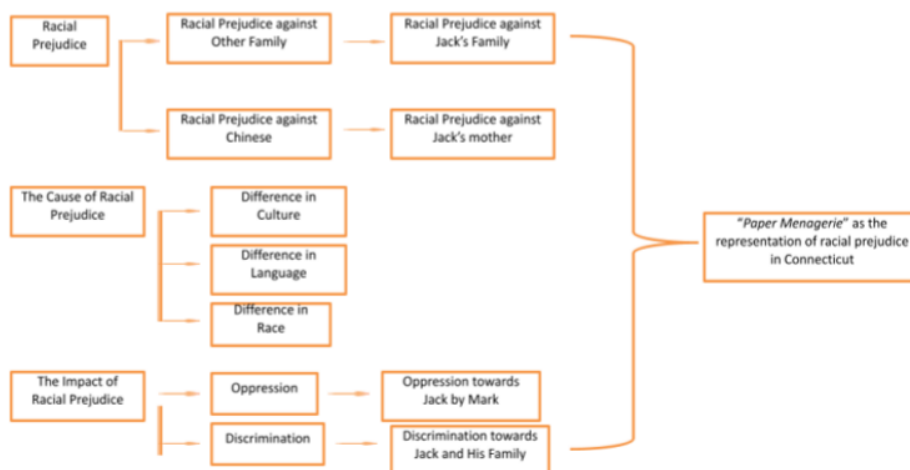 Racial
Prejudice
Racial Prejudice against
Other Family
Racial Prejudice against
Jack's Family
Racial Prejudice against
Chinese
Racial Prejudice against
Jack's mother
The Cause of Racial
Prejudice
Difference in
Culture
Difference in
Language
Difference in
Race
"Paper Menagerie" as the
representation of racial prejudice
in Connecticut
The Impact of
Racial Prejudice
Oppression
Oppression towards
Jack by Mark
Discrimination
Discrimination towards
Jack and His Family